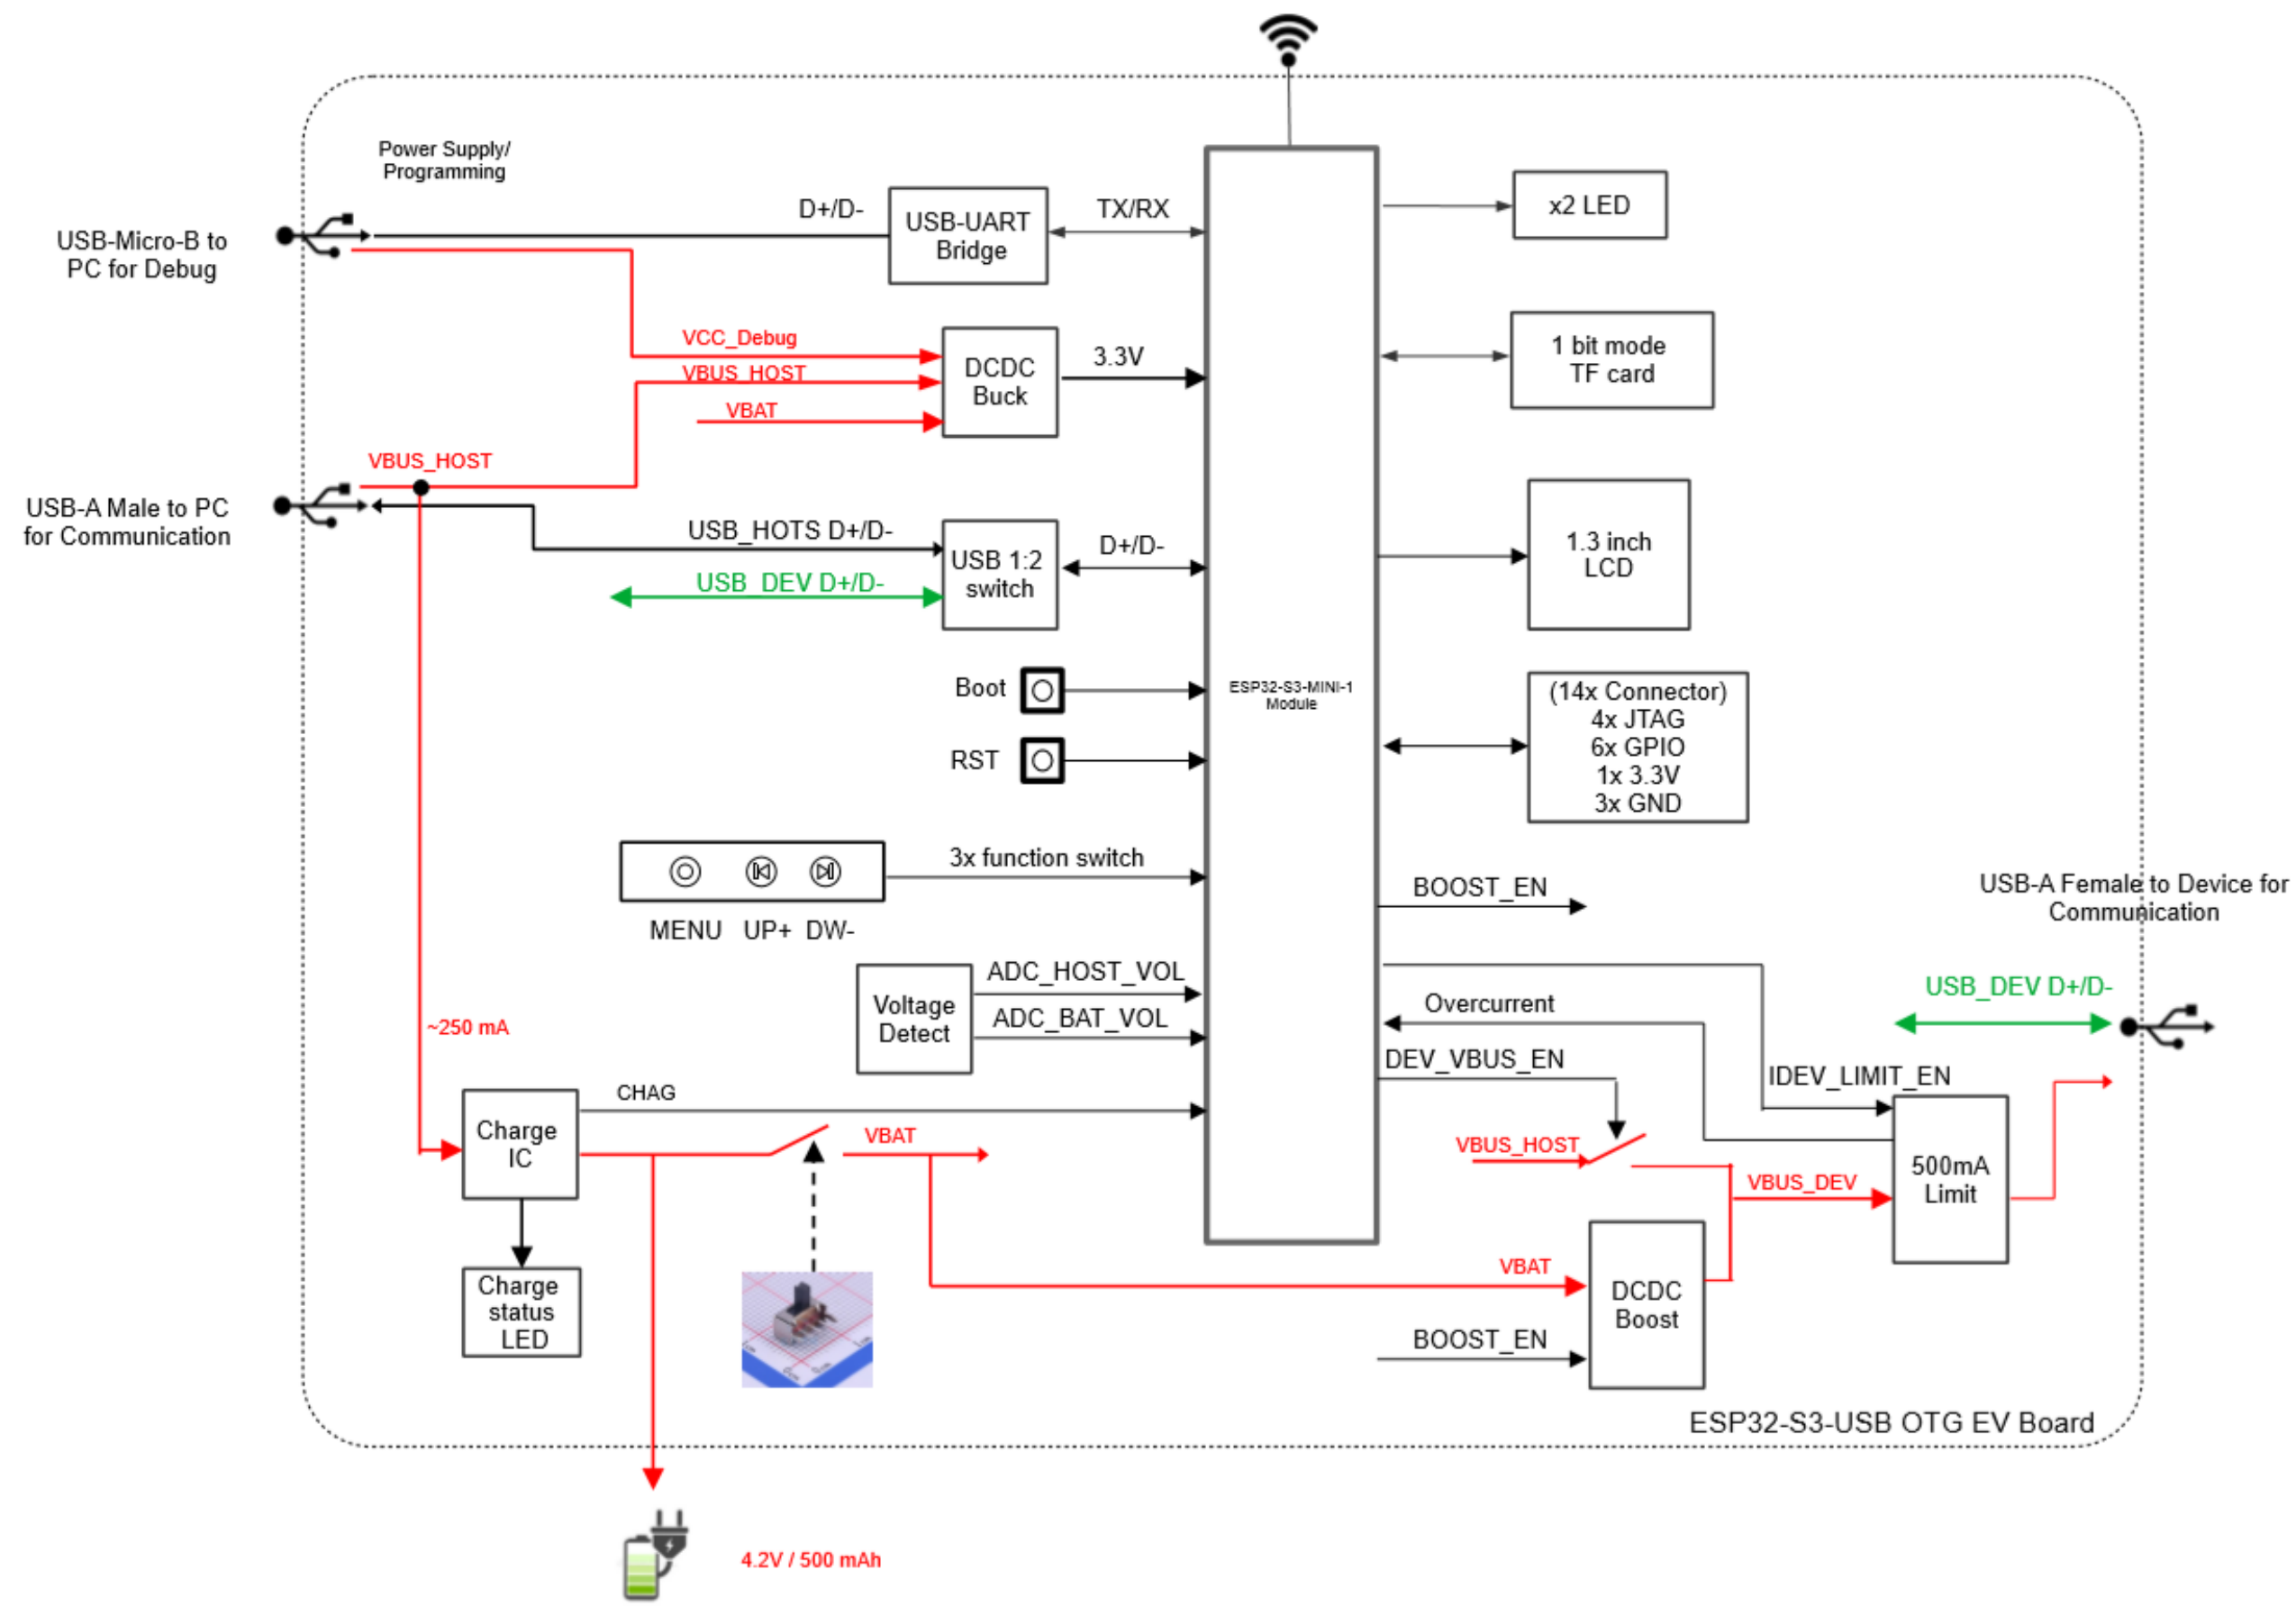 Power Supply/
Programming
USB-Micro-B to
PC for Debug
D+/D-
USB-UART
Bridge
TX/RX
x2 LED
VCC_Debug
VBUS_HOST
VBAT
DCDC
Buck
3.3V
1 bit mode
TF card
VBUS_HOST
USB-A Male to PC
for Communication
USB_HOTS D+/D-
USB_DEV D+/D-
USB 1:2
switch
D+/D-
1.3 inch
LCD
Boot
RST
ESP32-S3-MINI-1
Module
(14x Connector)
4x JTAG
6x GPIO
1x 3.3V
3x GND
3x function switch
MENU UP+ DW-
BOOST_EN
USB-A Female to Device for
Communication
Voltage
Detect
ADC_HOST_VOL
ADC_BAT_VOL
Overcurrent
DEV_VBUS_EN
USB_DEV D+/D-
IDEV_LIMIT_EN
~250 mA
CHAG
Charge
IC
VBAT
VBUS_HOST
VBUS_DEV
500mA
Limit
Charge
status
LED
VBAT
DCDC
Boost
BOOST_EN
ESP32-S3-USB OTG EV Board
4.2V / 500 mAh